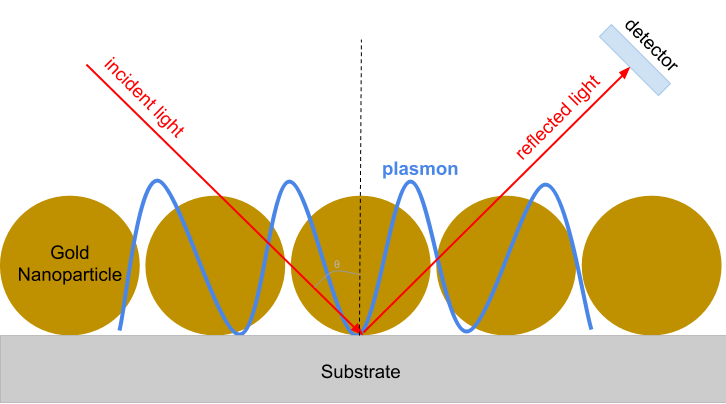 detector
incident light
reflected light
plasmon
θ
Gold
Nanoparticle
Substrate